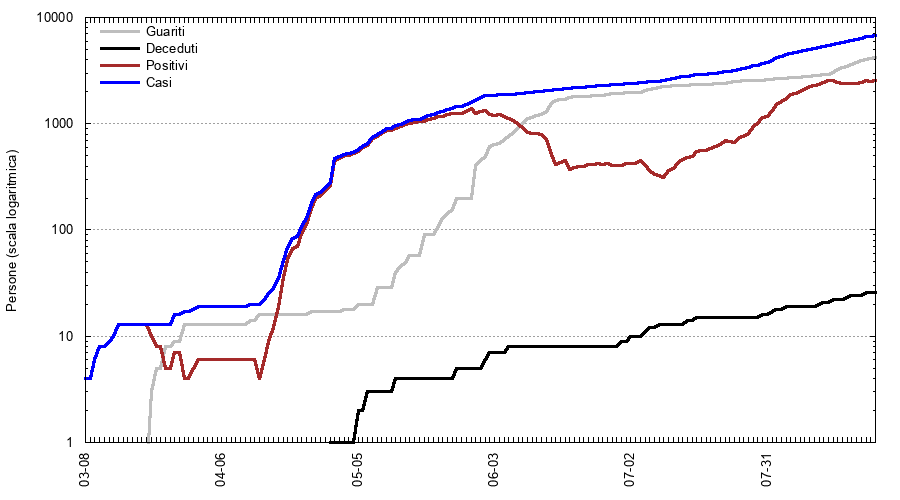 10000
1000
100
10
1
Persone (scala logaritmica)
Guariti
Deceduti
Positivi
Casi
03-08
04-06
05-05
06-03
07-02
07-31